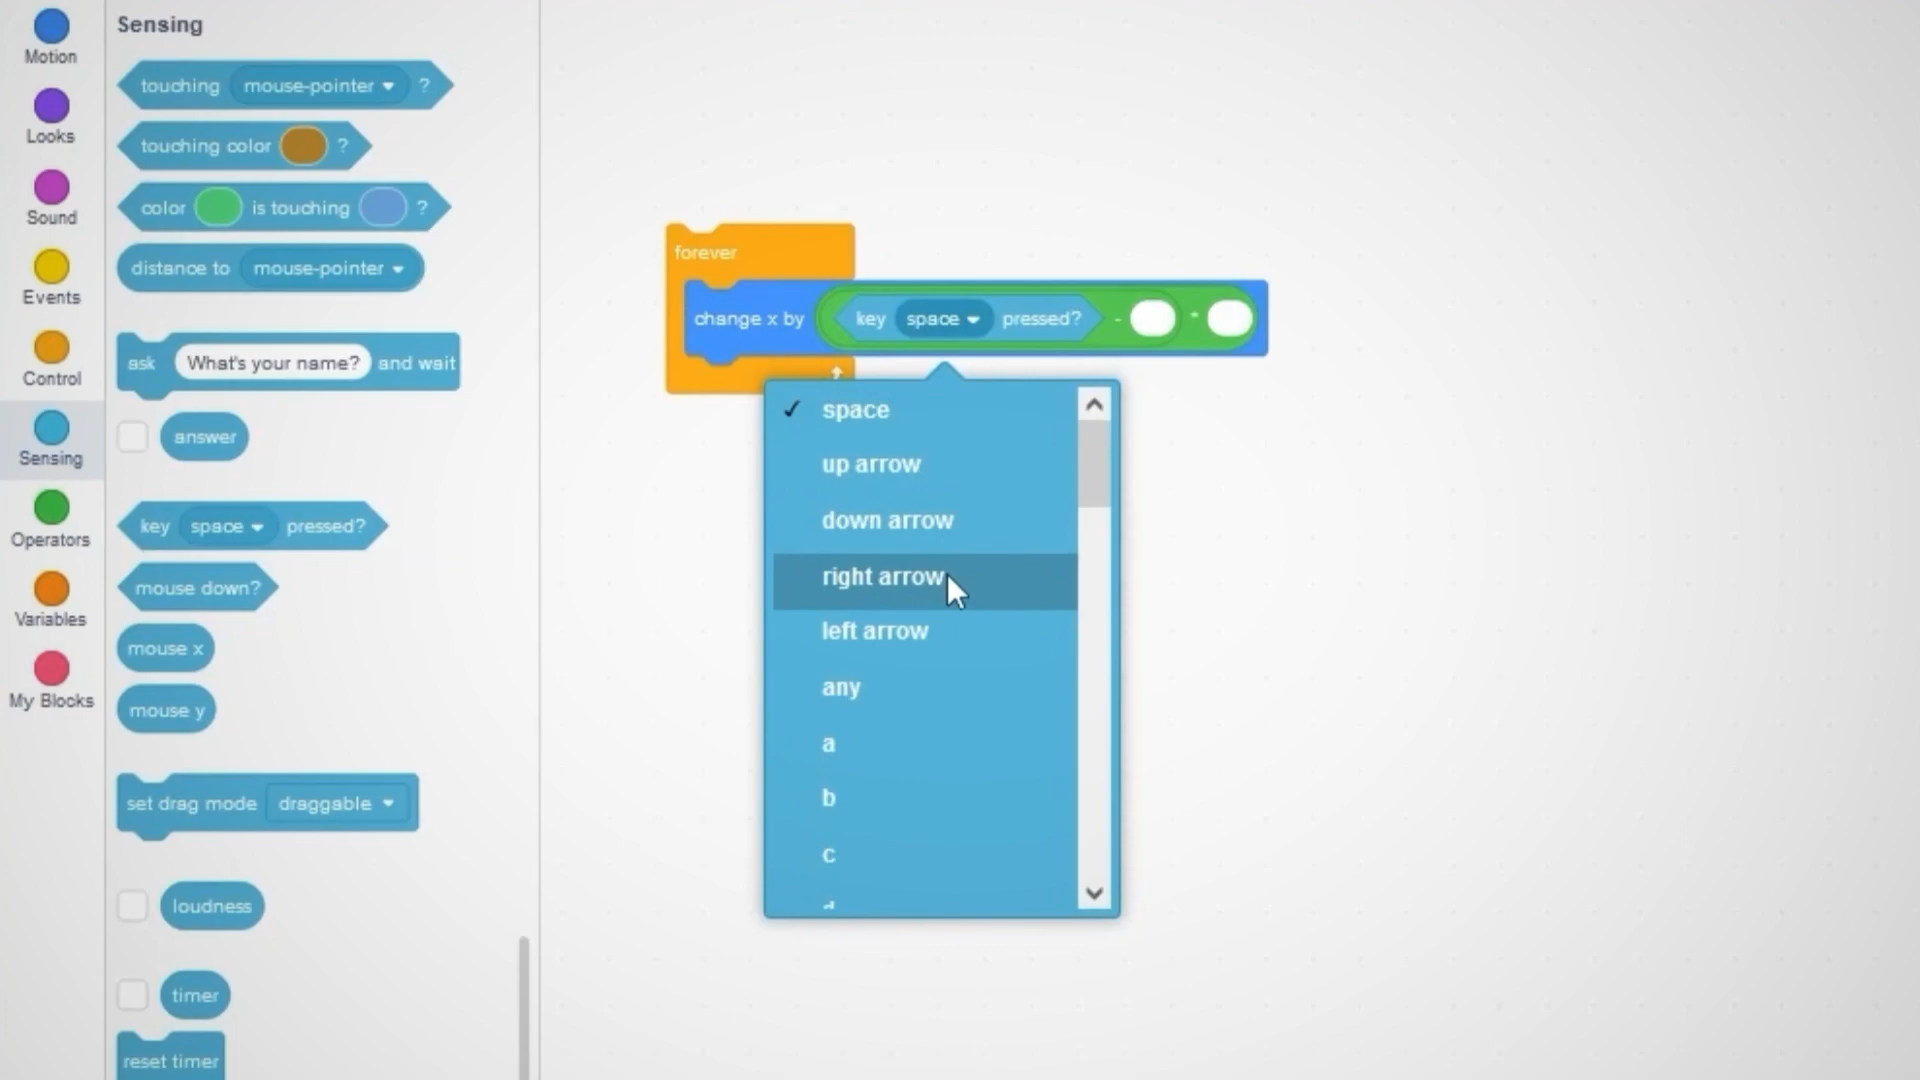 Motion
Looks
Sound
Events
Control
Sensing
Operators
Variables
My Blocks
Sensing
touching mouse-pointer ?
touching color ?
color is touching ?
distance to mouse-pointer
ask What's your name? and wait
answer
key space pressed?
mouse down?
mouse x
mouse y
set drag mode draggable
loudness
timer
reset timer
forever
change x by key space pressed? - *
✓ space
up arrow
down arrow
right arrow
left arrow
any
a
b
c